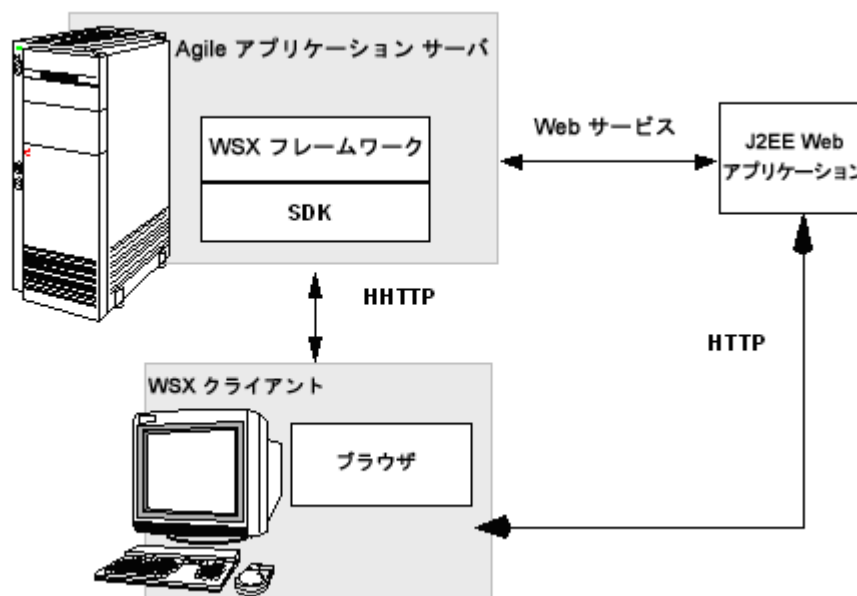 Agile アプリケーション サーバ
WSX フレームワーク
SDK
Web サービス
J2EE Web
アプリケーション
HHTTP
HTTP
WSX クライアント
ブラウザ